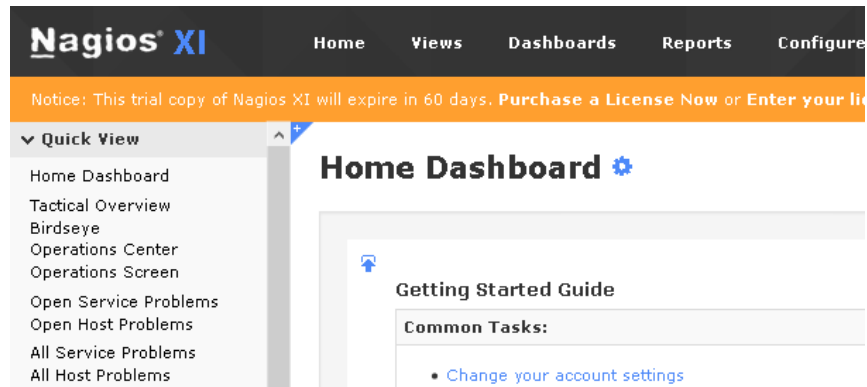 Nagios® XI
Home Views Dashboards Reports Configure
Notice: This trial copy of Nagios XI will expire in 60 days. Purchase a License Now or Enter your
Quick View
Home Dashboard
Tactical Overview
Birdseye
Operations Center
Operations Screen
Open Service Problems
Open Host Problems
All Service Problems
All Host Problems
Home Dashboard
Getting Started Guide
Common Tasks:
• Change your account settings